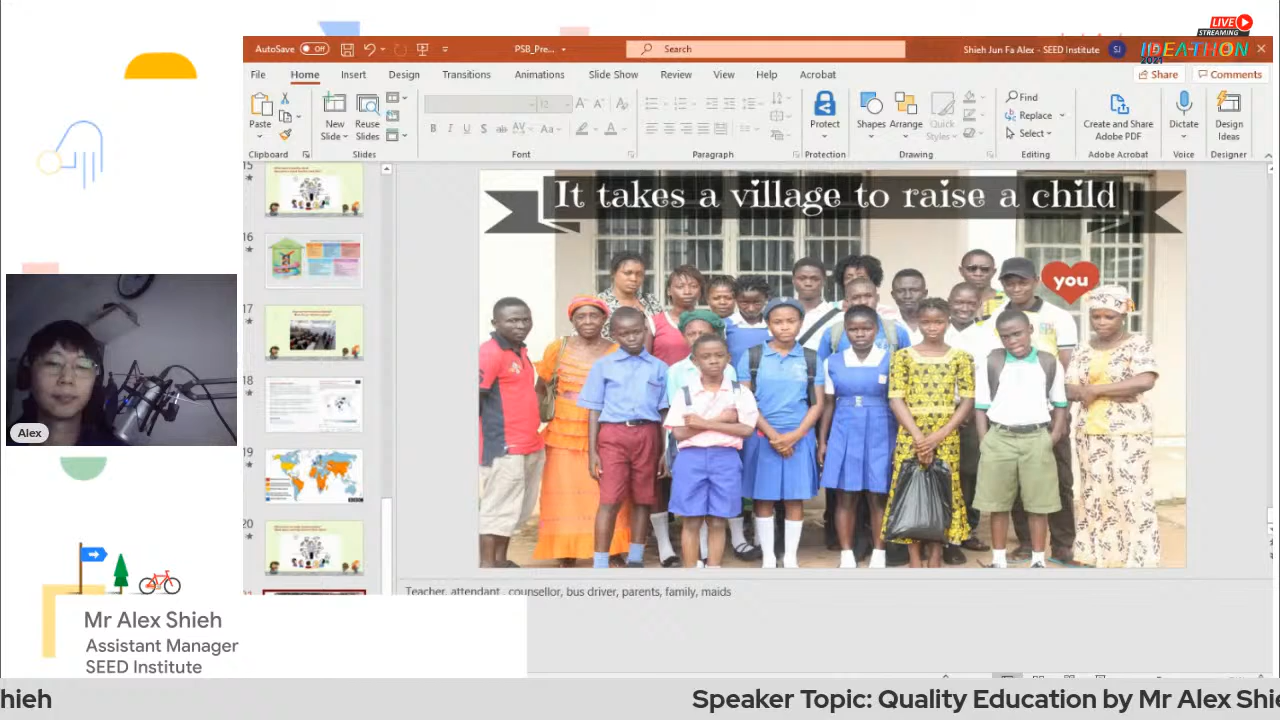 LIVE
STREAMING
IDEATHON
2021
AutoSave Off PSB_Pre... Search Shieh Jun Fa Alex - SEED Institute SJ
File Home Insert Design Transitions Animations Slide Show Review View Help Acrobat Share Comments
Paste New Slide Reuse Slides Protect Shapes Arrange Quick Styles Find Replace Select Create and Share Adobe PDF Dictate Design Ideas
Clipboard Slides Font Paragraph Protection Drawing Editing Adobe Acrobat Voice Designer
15
16
17
18
19
20
It takes a village to raise a child
you
Alex
Teacher, attendant , counsellor, bus driver, parents, family, maids
Mr Alex Shieh
Assistant Manager
SEED Institute
hieh Speaker Topic: Quality Education by Mr Alex Shie